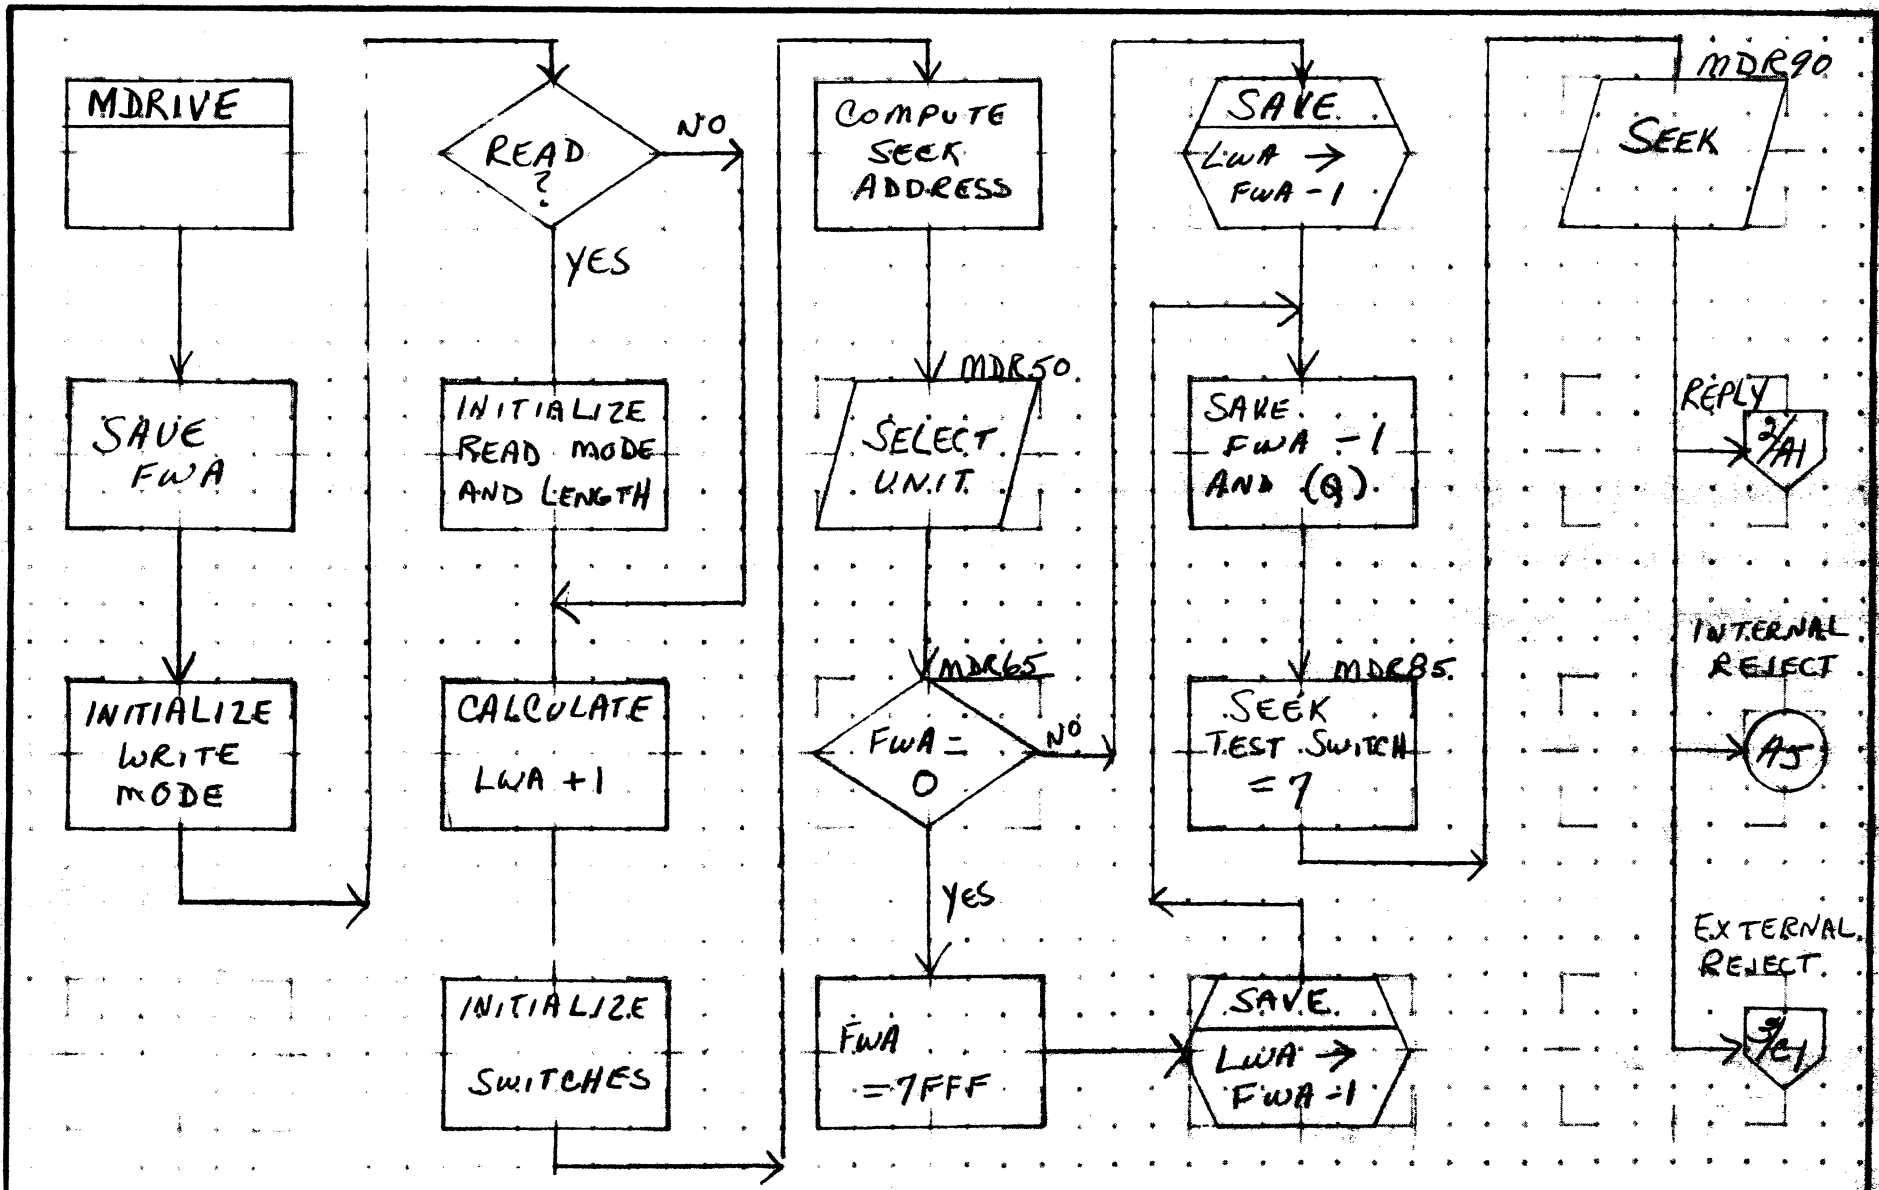 MDRIVE
SAVE
FWA
INITIALIZE
WRITE
MODE
READ
?
NO
YES
INITIALIZE
READ MODE
AND LENGTH
CALCULATE
LWA +1
INITIALIZE
SWITCHES
COMPUTE
SEEK
ADDRESS
MDR50
SELECT
UNIT
MDR65
FWA =
0
NO
YES
FWA
=7FFF
SAVE
LWA →
FWA -1
SAVE
FWA -1
AND (Q)
MDR85
SEEK
TEST SWITCH
= 7
SAVE
LWA →
FWA -1
MDR90
SEEK
REPLY
2/A1
INTERNAL
REJECT
A5
EXTERNAL
REJECT